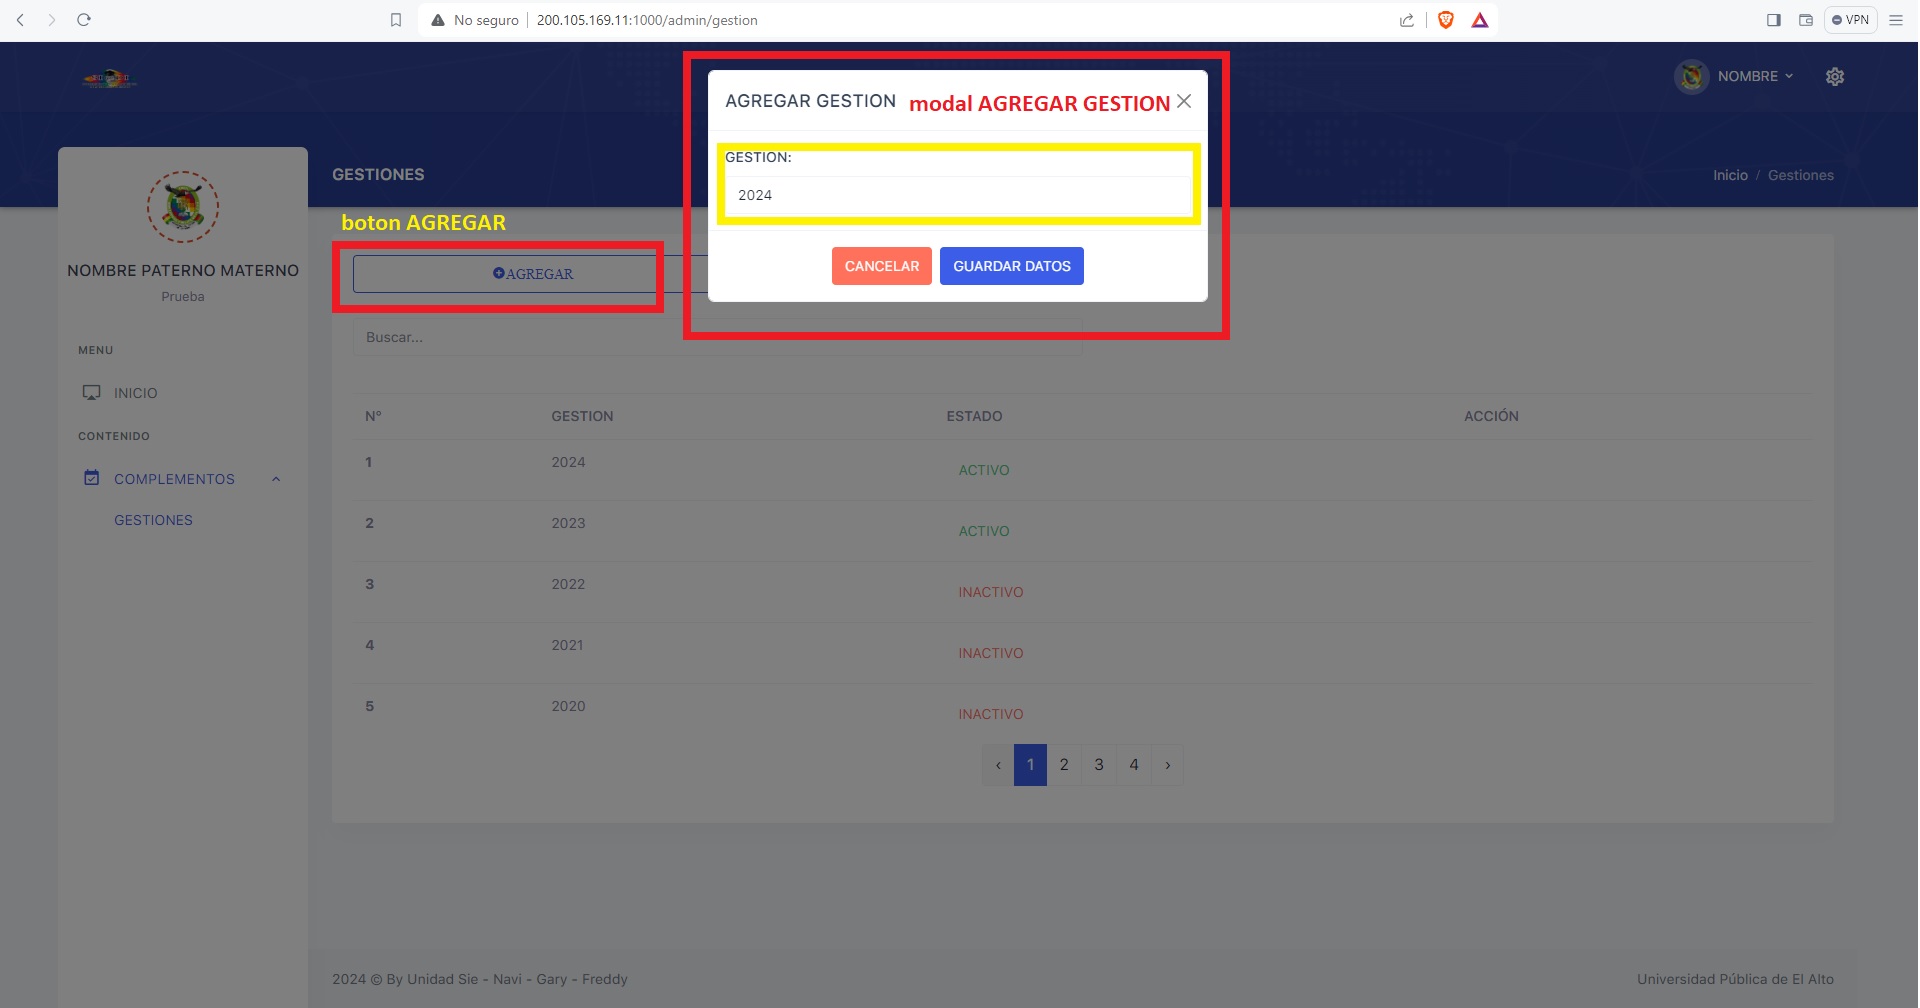 No seguro | 200.105.169.11:1000/admin/gestion
VPN
NOMBRE
AGREGAR GESTION
modal AGREGAR GESTION
GESTION:
2024
CANCELAR
GUARDAR DATOS
GESTIONES
Inicio / Gestiones
boton AGREGAR
AGREGAR
Buscar...
NOMBRE PATERNO MATERNO
Prueba
MENU
INICIO
CONTENIDO
COMPLEMENTOS
GESTIONES
N° GESTION ESTADO ACCIÓN
1 2024 ACTIVO
2 2023 ACTIVO
3 2022 INACTIVO
4 2021 INACTIVO
5 2020 INACTIVO
‹ 1 2 3 4 ›
2024 © By Unidad Sie - Navi - Gary - Freddy
Universidad Pública de El Alto